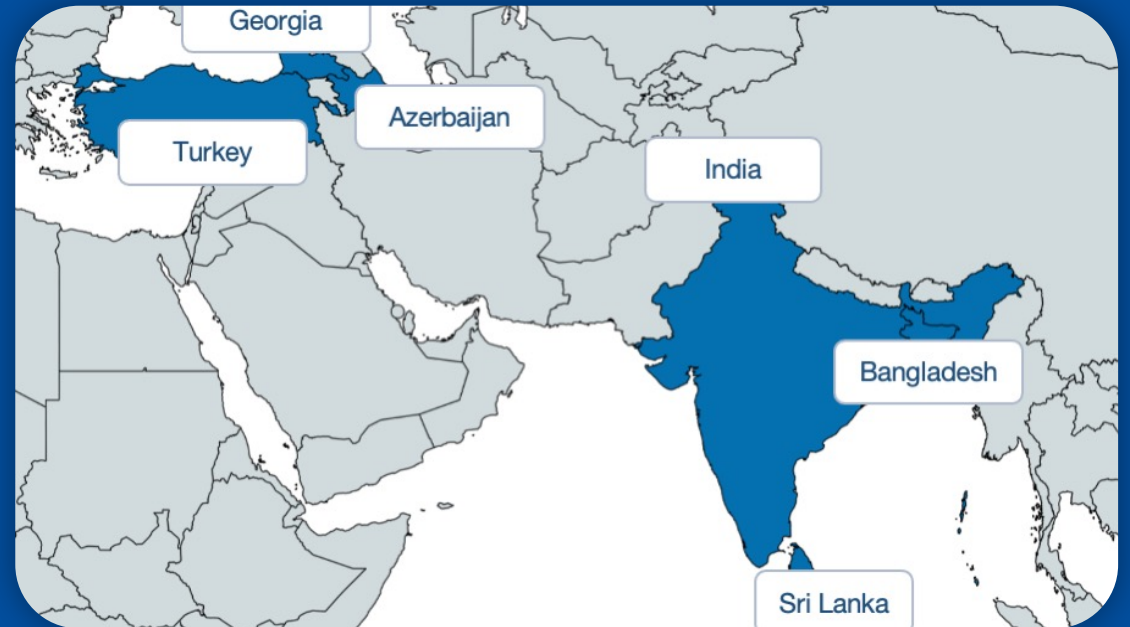 Georgia
Azerbaijan
Turkey
India
Bangladesh
Sri Lanka